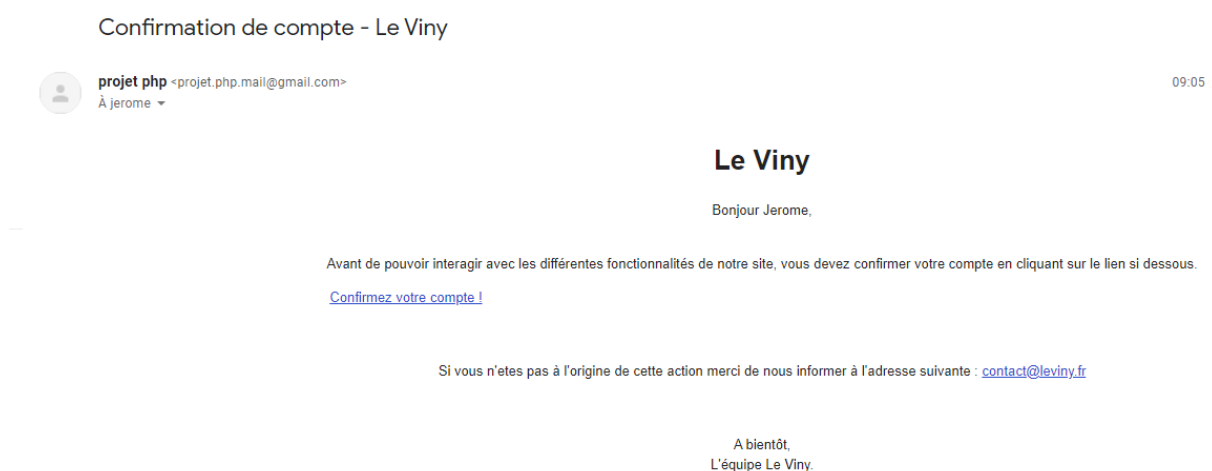 Confirmation de compte - Le Viny
projet php <projet.php.mail@gmail.com>
09:05
À jerome
Le Viny
Bonjour Jerome,
Avant de pouvoir interagir avec les différentes fonctionnalités de notre site, vous devez confirmer votre compte en cliquant sur le lien si dessous.
Confirmez votre compte !
Si vous n'etes pas à l'origine de cette action merci de nous informer à l'adresse suivante : contact@leviny.fr
A bientôt,
L'équipe Le Viny.